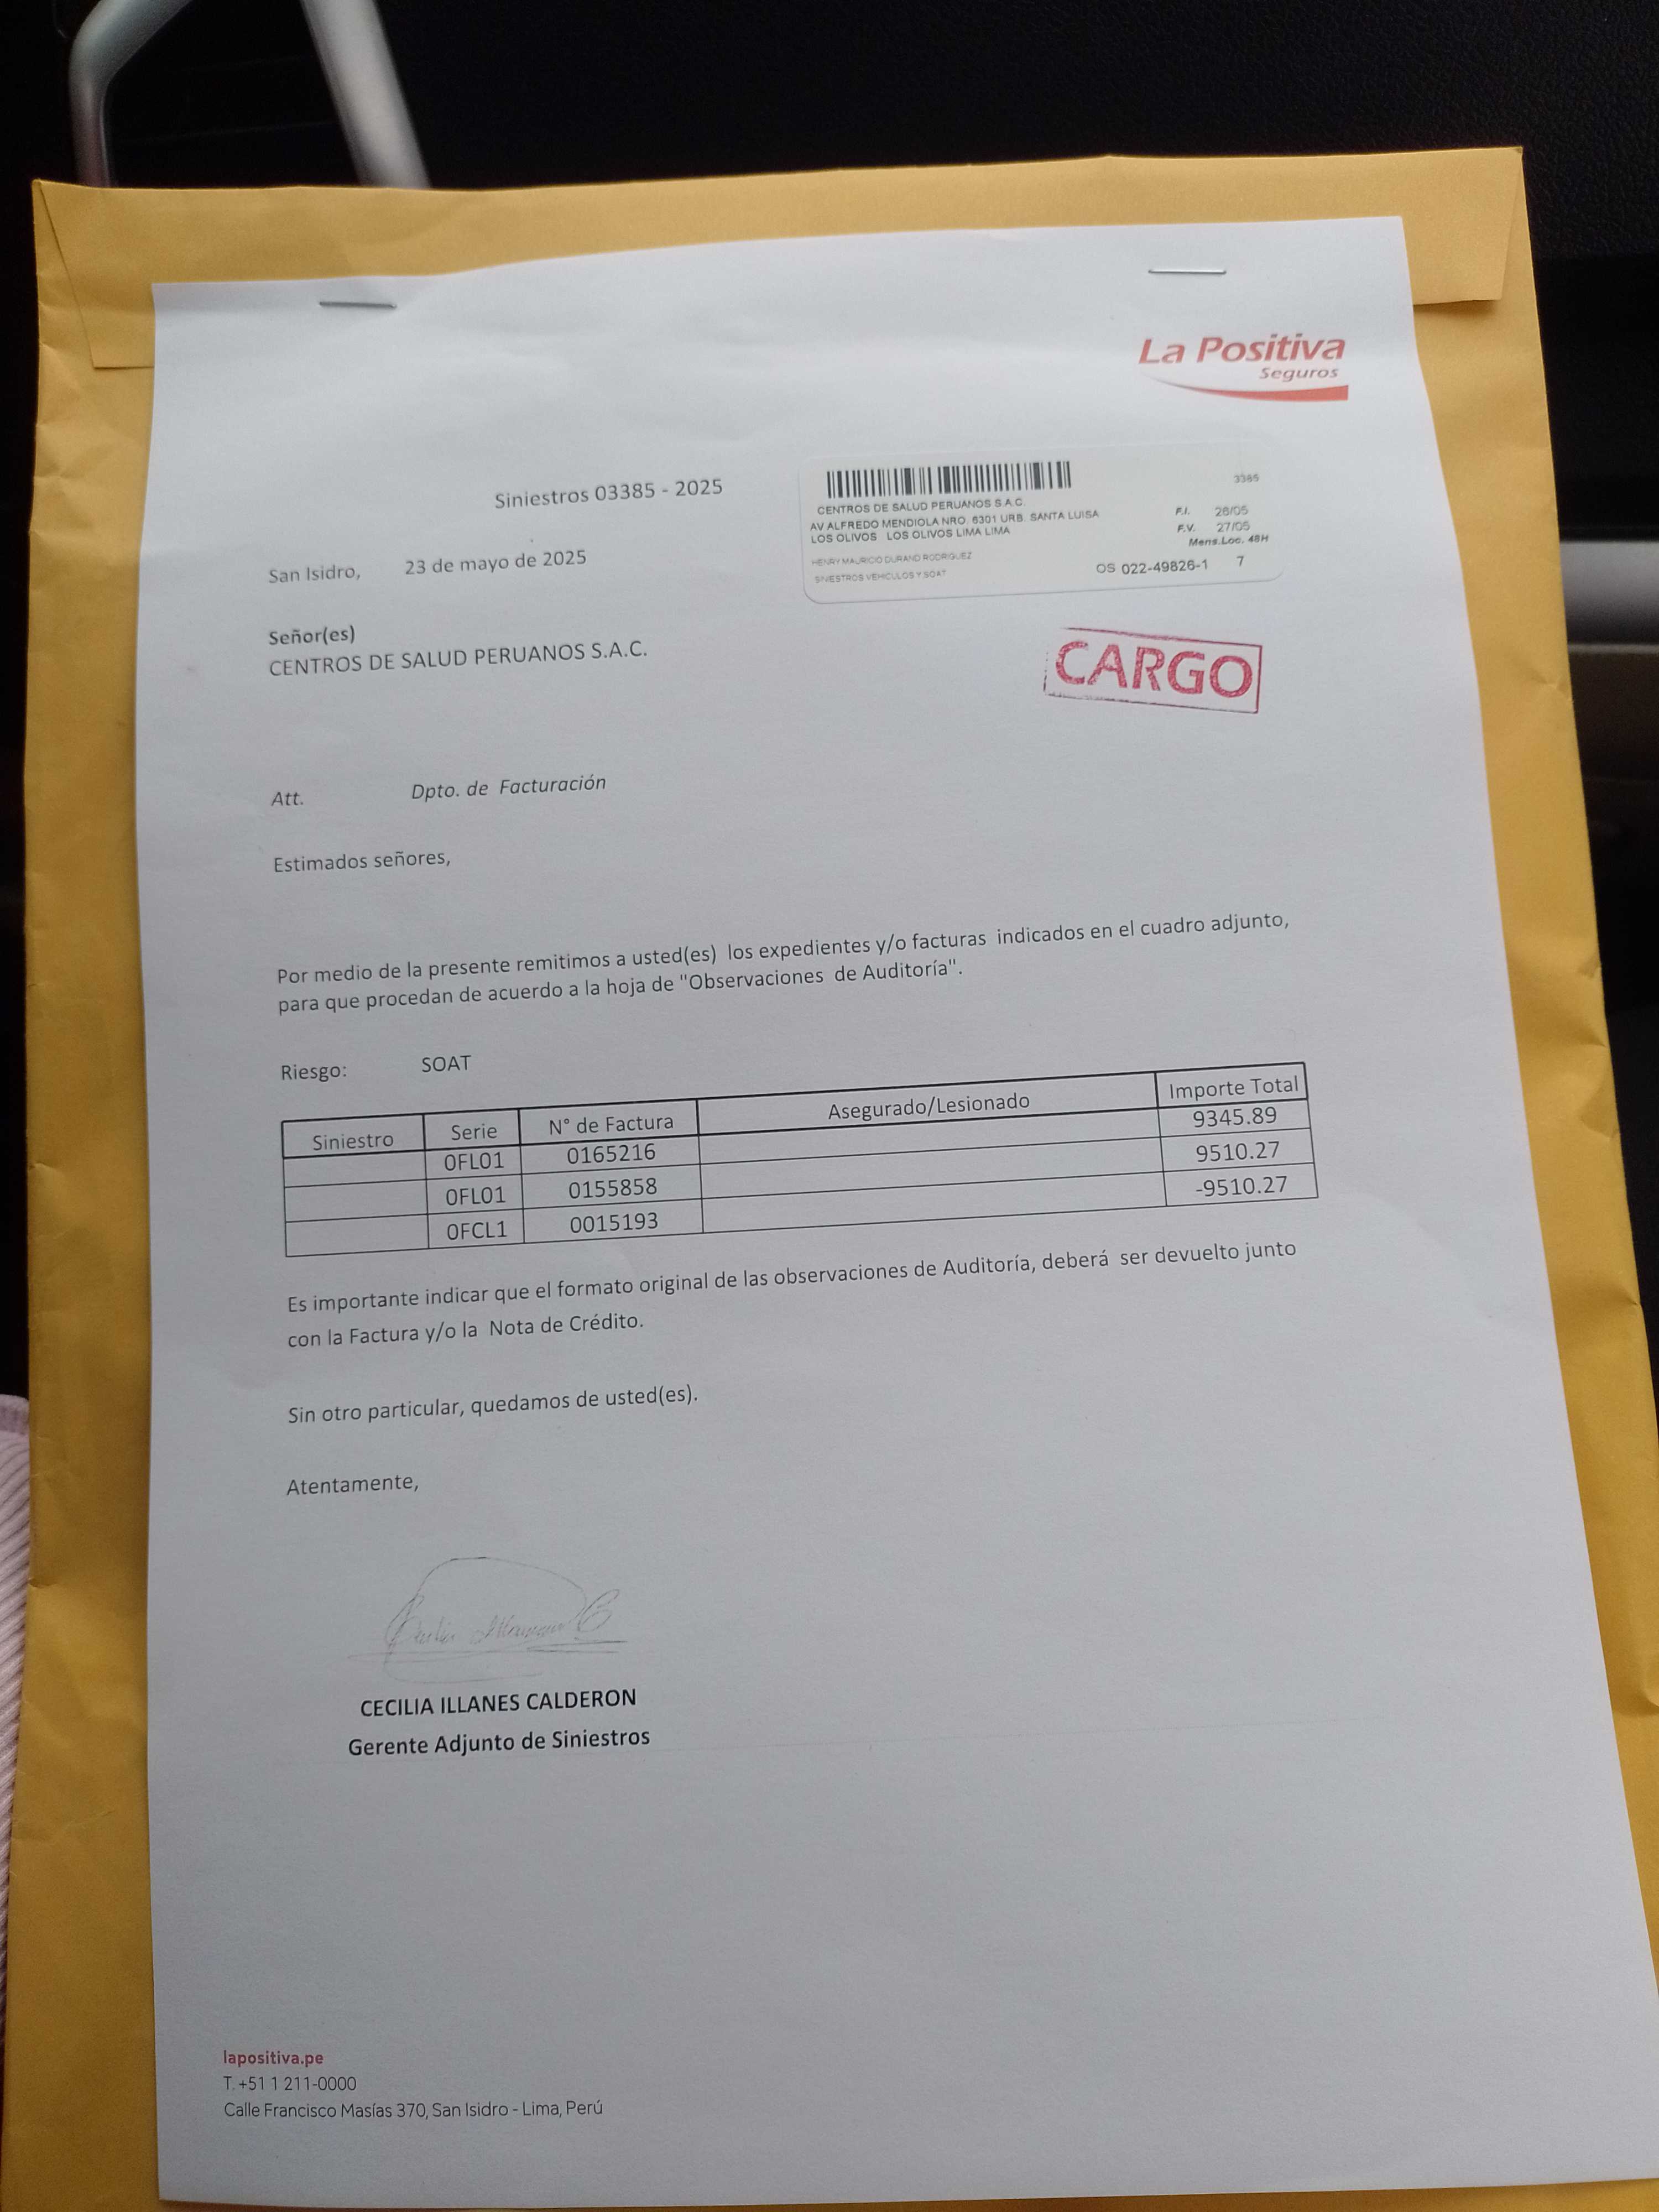 La Positiva
Seguros
Siniestros 03385 - 2025
3385
CENTROS DE SALUD PERUANOS S.A.C.
AV ALFREDO MENDIOLA NRO. 6301 URB. SANTA LUISA
LOS OLIVOS LOS OLIVOS LIMA LIMA
F.I. 26/05
F.V. 27/05
Mens.Loc. 48H
HENRY MAURICIO DURAND RODRIGUEZ
SINIESTROS VEHICULOS Y SOAT
OS 022-49826-1 7
San Isidro, 23 de mayo de 2025
Señor(es)
CENTROS DE SALUD PERUANOS S.A.C.
CARGO
Att. Dpto. de Facturación
Estimados señores,
Por medio de la presente remitimos a usted(es) los expedientes y/o facturas indicados en el cuadro adjunto,
para que procedan de acuerdo a la hoja de "Observaciones de Auditoría".
Riesgo: SOAT
Siniestro Serie N° de Factura Asegurado/Lesionado Importe Total
0FL01 0165216 9345.89
0FL01 0155858 9510.27
0FCL1 0015193 -9510.27
Es importante indicar que el formato original de las observaciones de Auditoría, deberá ser devuelto junto
con la Factura y/o la Nota de Crédito.
Sin otro particular, quedamos de usted(es).
Atentamente,
CECILIA ILLANES CALDERON
Gerente Adjunto de Siniestros
lapositiva.pe
T. +51 1 211-0000
Calle Francisco Masías 370, San Isidro - Lima, Perú